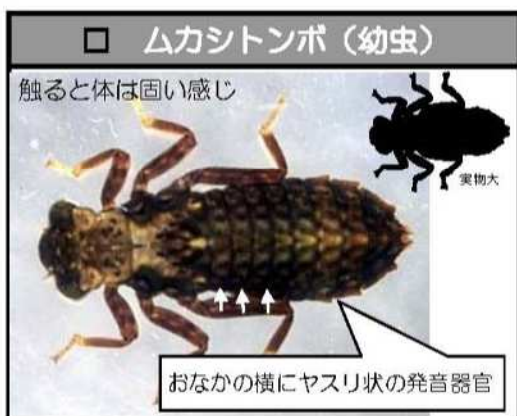 □ ムカシトンボ（幼虫）
触ると体は固い感じ
実物大
おなかの横にヤスリ状の発音器官